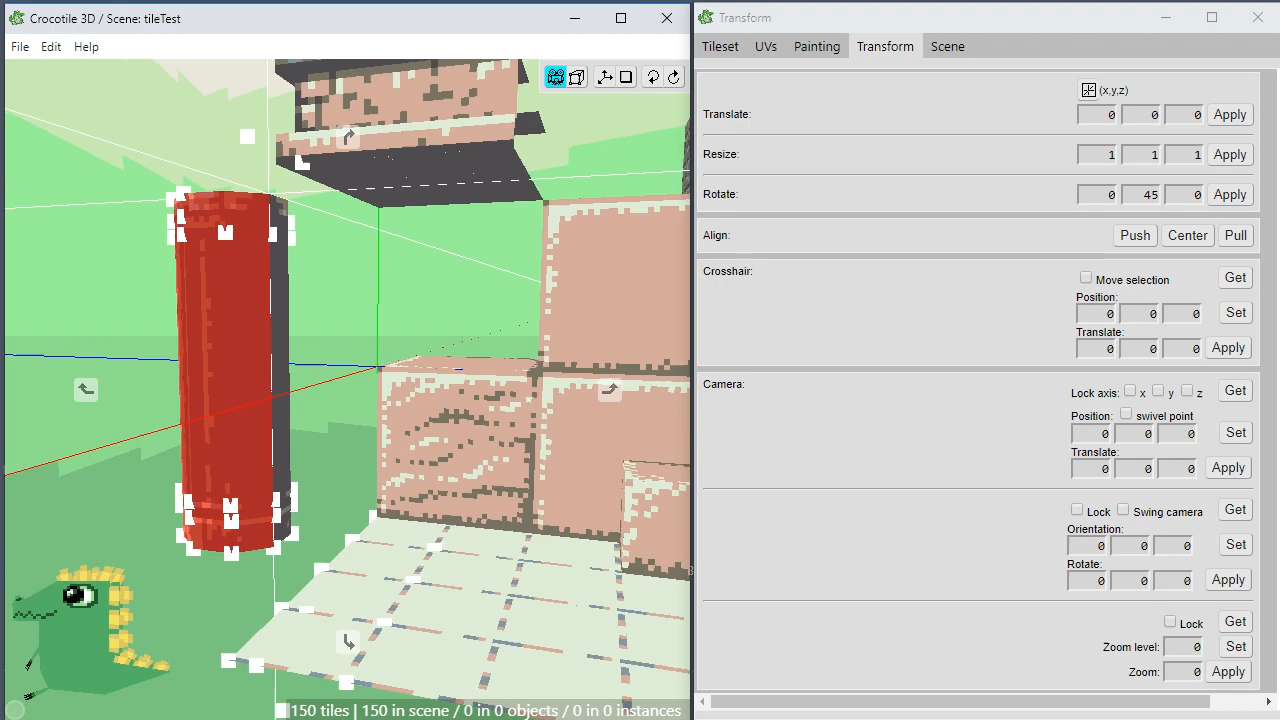 Crocotile 3D / Scene: tileTest
File Edit Help
150 tiles | 150 in scene / 0 in 0 objects / 0 in 0 instances
Transform
Tileset UVs Painting Transform Scene
(x,y,z)
Translate: 0 0 0 Apply
Resize: 1 1 1 Apply
Rotate: 0 45 0 Apply
Align: Push Center Pull
Crosshair: Move selection Get
Position:
0 0 0 Set
Translate:
0 0 0 Apply
Camera: Lock axis: x y z Get
Position: swivel point
0 0 0 Set
Translate:
0 0 0 Apply
Lock Swing camera Get
Orientation:
0 0 0 Set
Rotate:
0 0 0 Apply
Lock Get
Zoom level: 0 Set
Zoom: 0 Apply